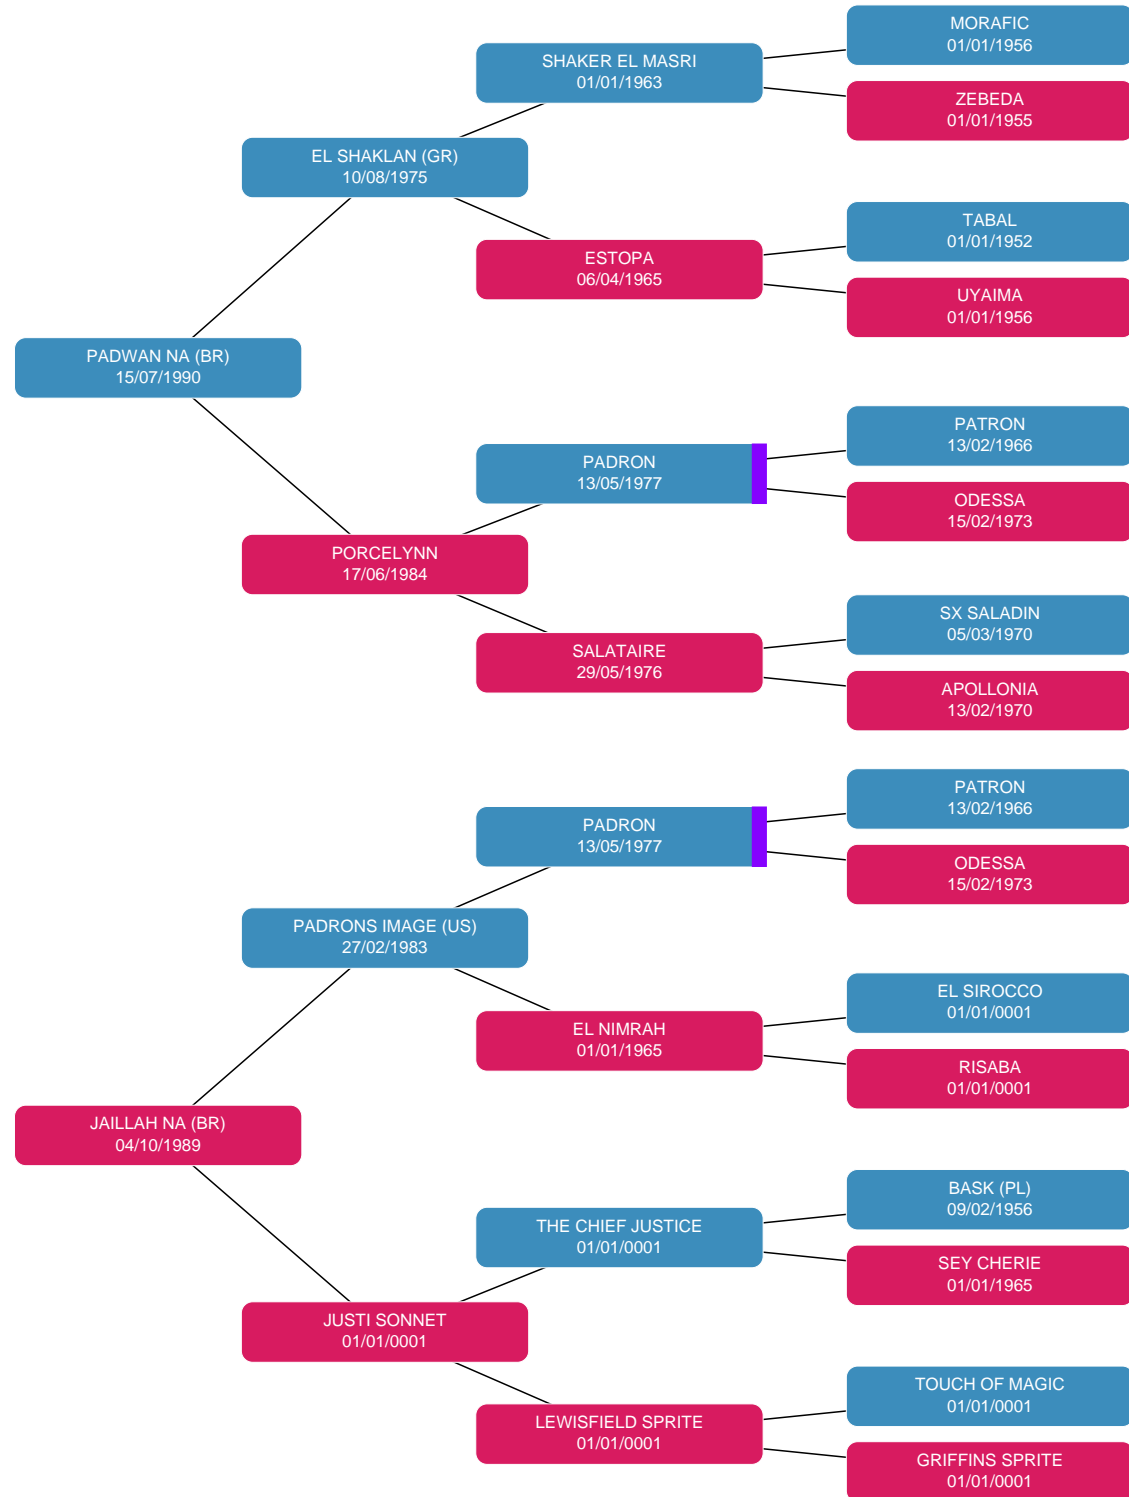 MORAFIC
01/01/1956
SHAKER EL MASRI
01/01/1963
ZEBEDA
01/01/1955
EL SHAKLAN (GR)
10/08/1975
TABAL
01/01/1952
ESTOPA
06/04/1965
UYAIMA
01/01/1956
PADWAN NA (BR)
15/07/1990
PATRON
13/02/1966
PADRON
13/05/1977
ODESSA
15/02/1973
PORCELYNN
17/06/1984
SX SALADIN
05/03/1970
SALATAIRE
29/05/1976
APOLLONIA
13/02/1970
PATRON
13/02/1966
PADRON
13/05/1977
ODESSA
15/02/1973
PADRONS IMAGE (US)
27/02/1983
EL SIROCCO
01/01/0001
EL NIMRAH
01/01/1965
RISABA
01/01/0001
JAILLAH NA (BR)
04/10/1989
BASK (PL)
09/02/1956
THE CHIEF JUSTICE
01/01/0001
SEY CHERIE
01/01/1965
JUSTI SONNET
01/01/0001
TOUCH OF MAGIC
01/01/0001
LEWISFIELD SPRITE
01/01/0001
GRIFFINS SPRITE
01/01/0001